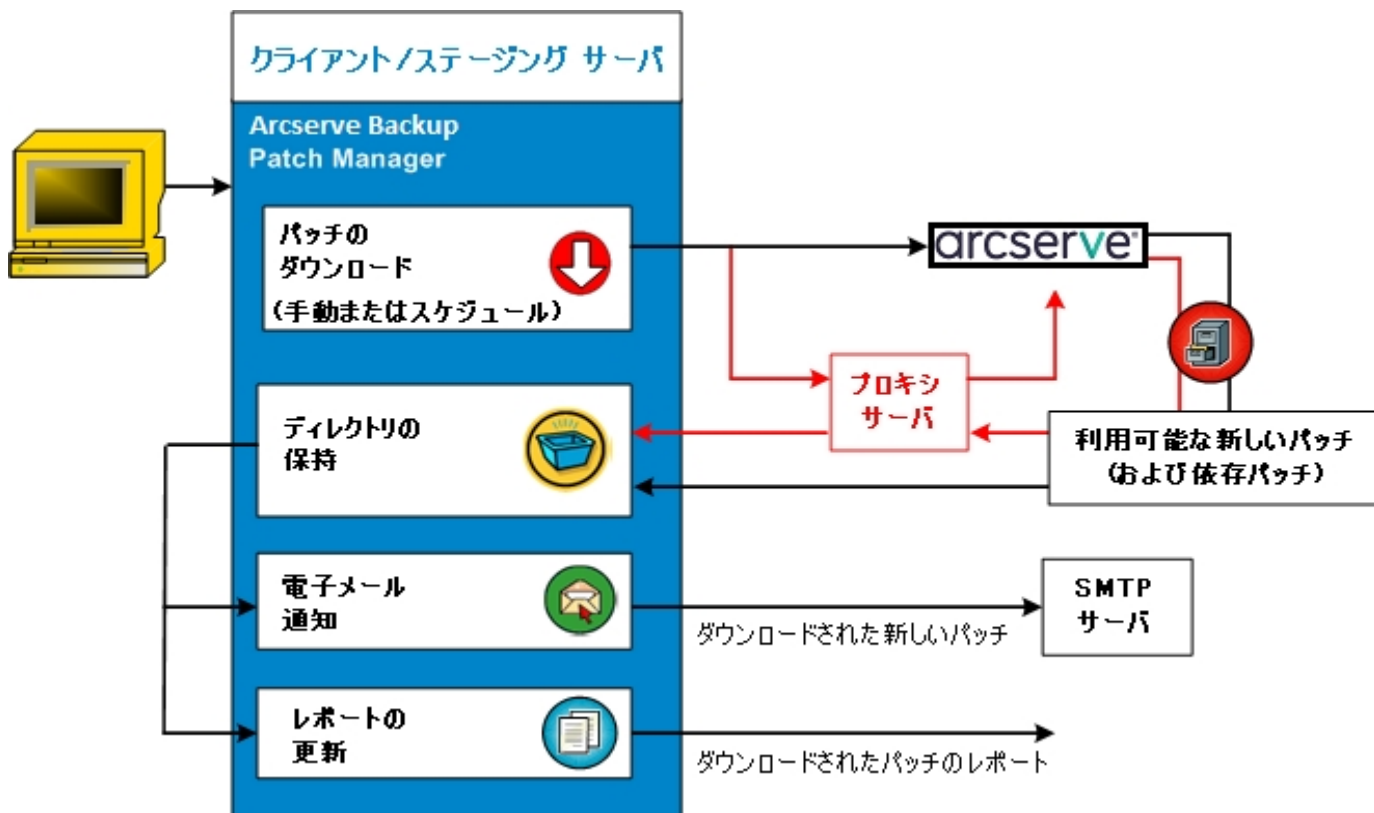 クライアント/ステージング サーバ
Arcserve Backup
Patch Manager
パッチの
ダウンロード
(手動またはスケジュール)
arcserve®
プロキシ
サーバ
ディレクトリの
保持
利用可能な新しいパッチ
(および依存パッチ)
電子メール
通知
ダウンロードされた新しいパッチ
SMTP
サーバ
レポートの
更新
ダウンロードされたパッチのレポート